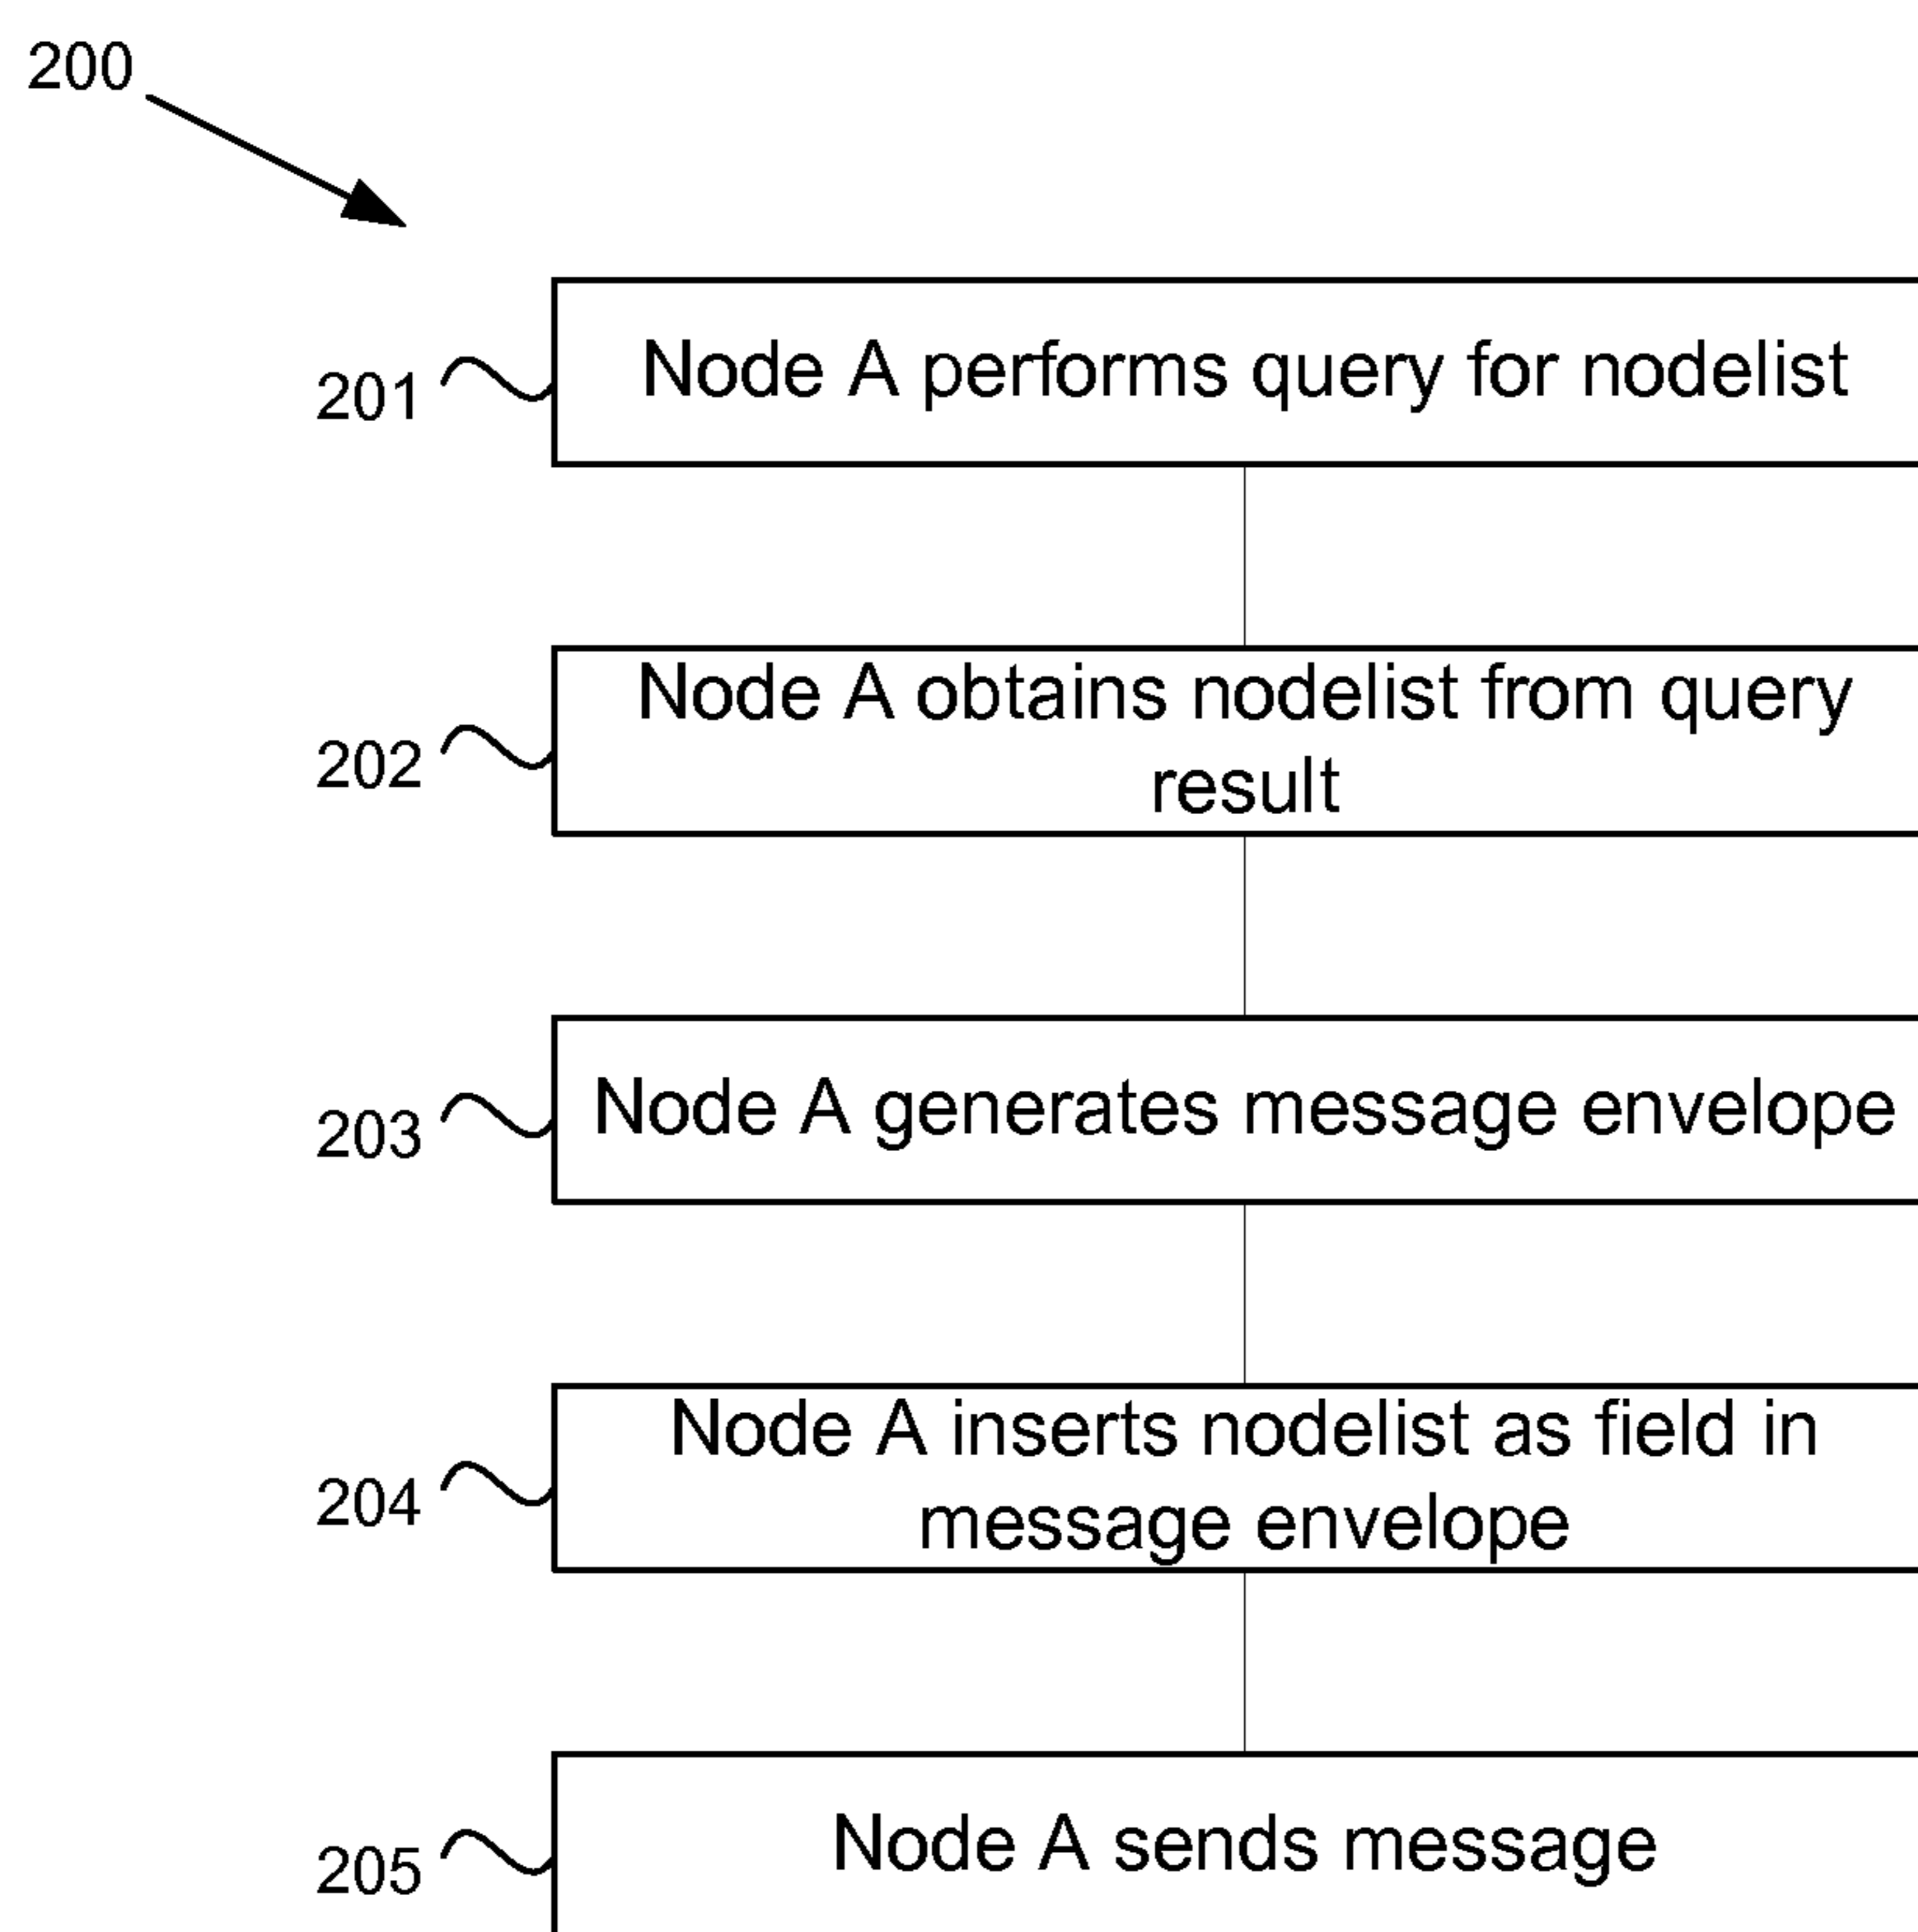 200
201
Node A performs query for nodelist
202
Node A obtains nodelist from query
result
203
Node A generates message envelope
204
Node A inserts nodelist as field in
message envelope
205
Node A sends message